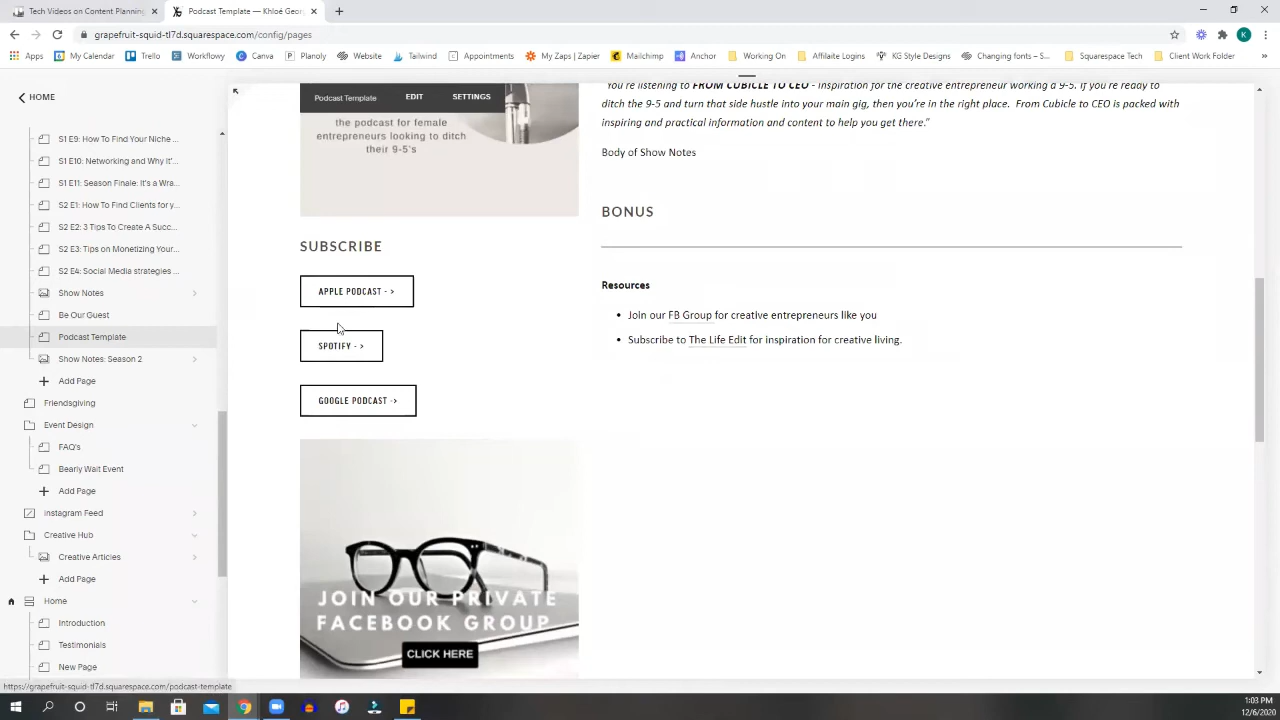 Tech Videos on Content Planning
Podcast Template — Khloé Geor
grapefruit-squid-tl7d.squarespace.com/config/pages
K
Apps
My Calendar
Trello
Workflowy
Canva
Planoly
Website
Tailwind
Appointments
My Zaps | Zapier
Mailchimp
Anchor
Working On
Affilaite Logins
KG Style Designs
Changing fonts – S...
Squarespace Tech
Client Work Folder
»
HOME
S1 E9: How To Find Your Niche ...
S1 E10: Networking and Why It'...
S1 E11: Season Finale: It's a Wra...
S2 E1: How To Find Clients for y...
S2 E2: 3 Tips To Create A Succ...
S2 E3: Tips on Monetizing Your...
S2 E4: Social Media strategies ...
Show Notes
Be Our Guest
Podcast Template
Show Notes: Season 2
Add Page
Friendsgiving
Event Design
FAQ's
Bearly Wait Event
Add Page
Instagram Feed
Creative Hub
Creative Articles
Add Page
Home
Introduction
Testimonials
New Page
https://grapefruit-squid-tl7d.squarespace.com/podcast-template
Podcast Template EDIT SETTINGS
the podcast for female
entrepreneurs looking to ditch
their 9-5's
SUBSCRIBE
APPLE PODCAST - >
SPOTIFY - >
GOOGLE PODCAST ->
JOIN OUR PRIVATE
FACEBOOK GROUP
CLICK HERE
"You're listening to FROM CUBICLE TO CEO - Inspiration for the creative entrepreneur working a 9-5. If you're ready to
ditch the 9-5 and turn that side hustle into your main gig, then you're in the right place. From Cubicle to CEO is packed with
inspiring and practical information and content to help you get there."
Body of Show Notes
BONUS
Resources
• Join our FB Group for creative entrepreneurs like you
• Subscribe to The Life Edit for inspiration for creative living.
1:03 PM
12/6/2020